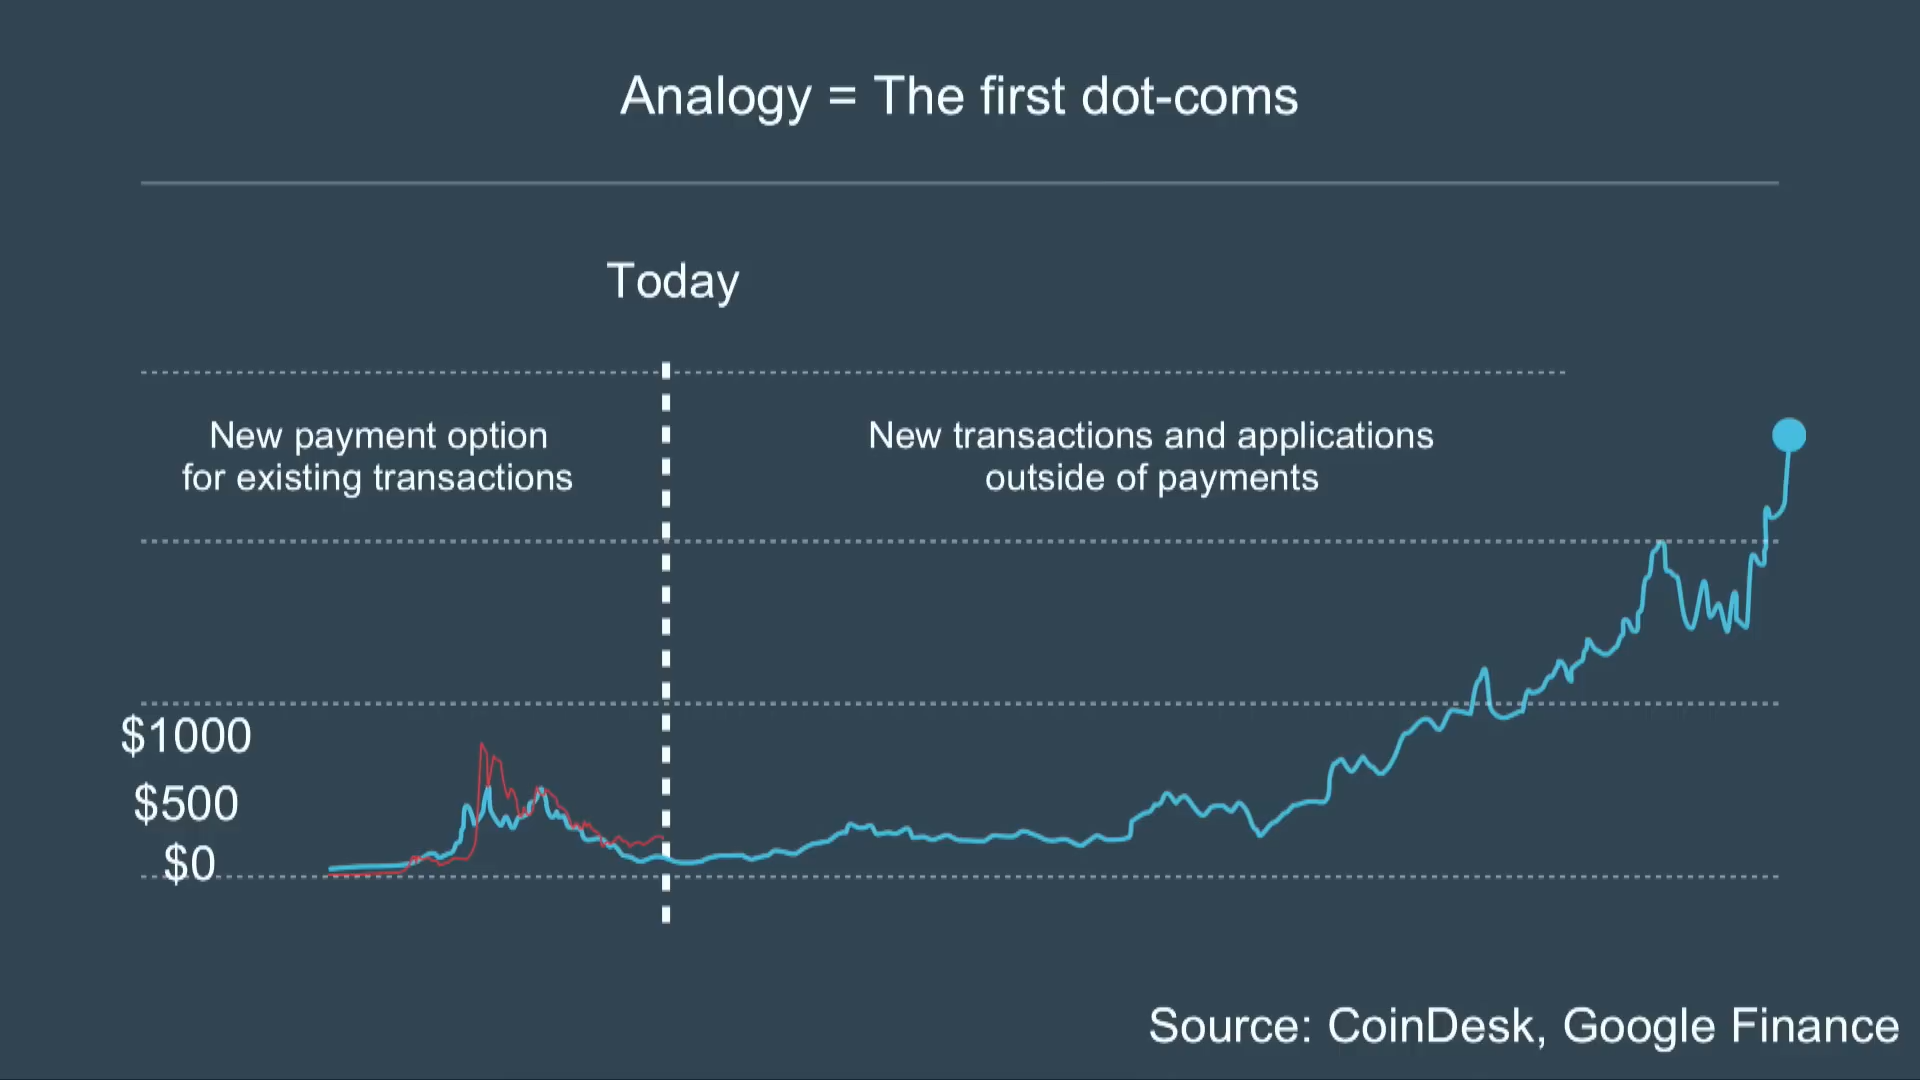 Analogy = The first dot-coms
Today
New payment option
for existing transactions
New transactions and applications
outside of payments
$1000
$500
$0
Source: CoinDesk, Google Finance